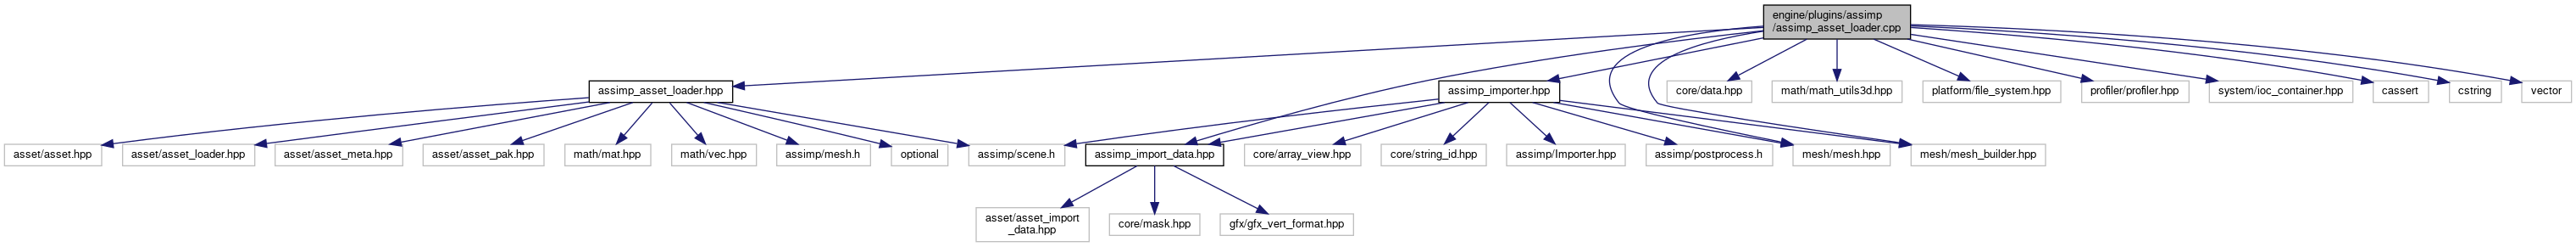 engine/plugins/assimp
/assimp_asset_loader.cpp
assimp_asset_loader.hpp
assimp_importer.hpp
core/data.hpp
math/math_utils3d.hpp
platform/file_system.hpp
profiler/profiler.hpp
system/ioc_container.hpp
cassert
cstring
vector
asset/asset.hpp
asset/asset_loader.hpp
asset/asset_meta.hpp
asset/asset_pak.hpp
math/mat.hpp
math/vec.hpp
assimp/mesh.h
optional
assimp/scene.h
assimp_import_data.hpp
core/array_view.hpp
core/string_id.hpp
assimp/Importer.hpp
assimp/postprocess.h
mesh/mesh.hpp
mesh/mesh_builder.hpp
asset/asset_import
_data.hpp
core/mask.hpp
gfx/gfx_vert_format.hpp